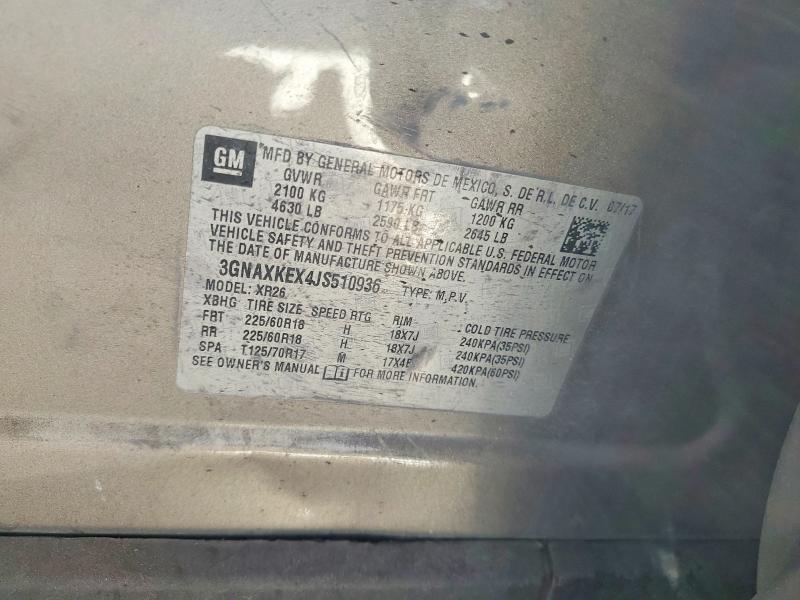 GM
MFD BY GENERAL MOTORS DE MEXICO, S. DE R.L. DE C.V. 07/17
GVWR GAWR FRT GAWR RR
2100 KG 1175 KG 1200 KG
4630 LB 2590 LB 2645 LB
THIS VEHICLE CONFORMS TO ALL APPLICABLE U.S. FEDERAL MOTOR
VEHICLE SAFETY AND THEFT PREVENTION STANDARDS IN EFFECT ON
THE DATE OF MANUFACTURE SHOWN ABOVE.
3GNAXKEX4JS510936 TYPE: M.P.V.
MODEL: XR26
XBHG TIRE SIZE SPEED RTG RIM COLD TIRE PRESSURE
FRT 225/60R18 H 18X7J 240KPA(35PSI)
RR 225/60R18 H 18X7J 240KPA(35PSI)
SPA T125/70R17 M 17X4F 420KPA(60PSI)
SEE OWNER'S MANUAL FOR MORE INFORMATION.